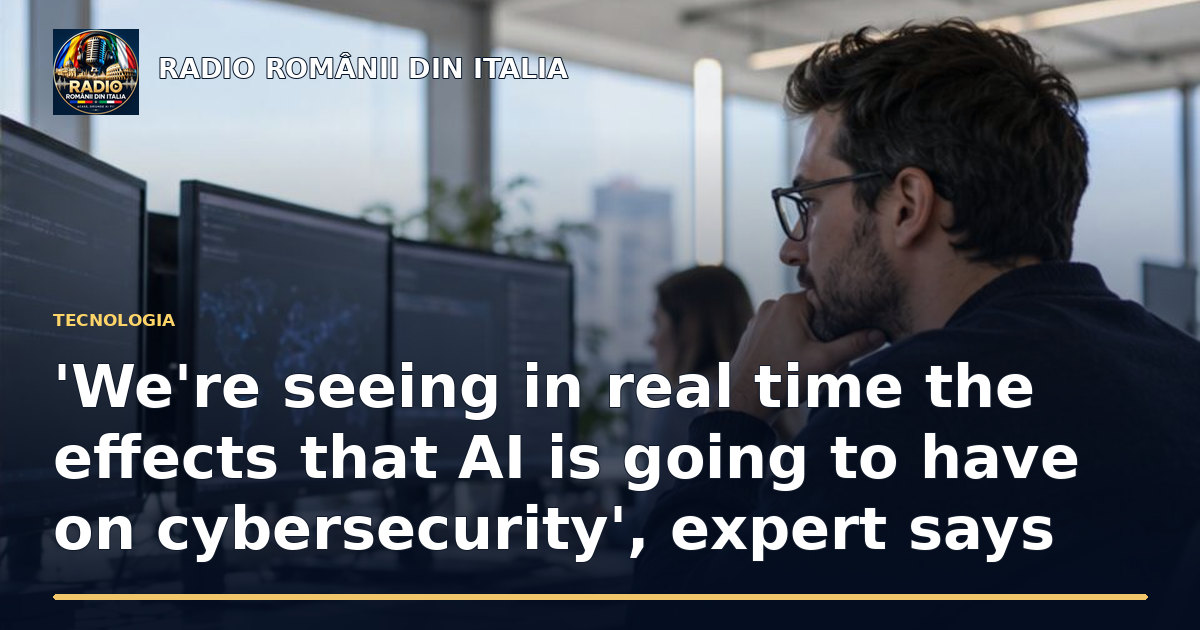 RADIO
ROMÂNII DIN ITALIA
RADIO ROMÂNII DIN ITALIA
TECNOLOGIA
'We're seeing in real time the
effects that AI is going to have
on cybersecurity', expert says